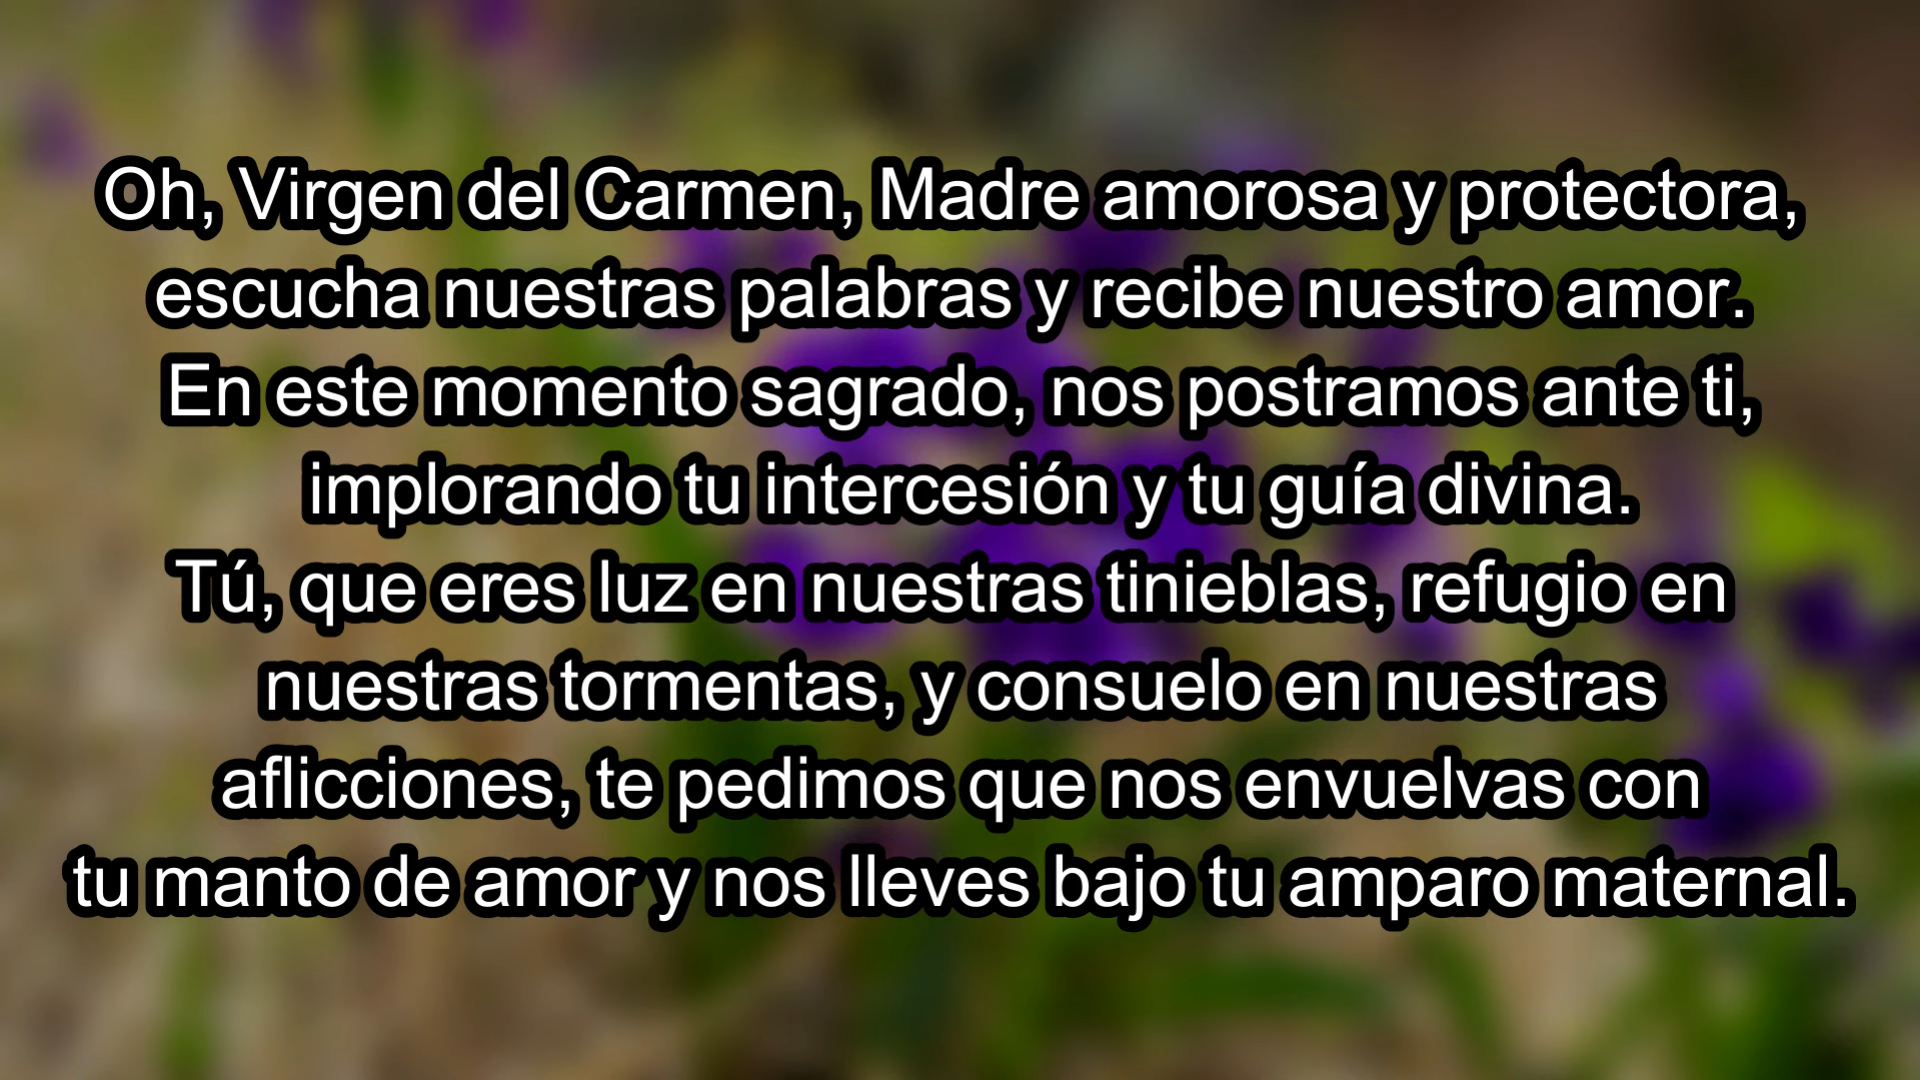 Oh, Virgen del Carmen, Madre amorosa y protectora,
escucha nuestras palabras y recibe nuestro amor.
En este momento sagrado, nos postramos ante ti,
implorando tu intercesión y tu guía divina.
Tú, que eres luz en nuestras tinieblas, refugio en
nuestras tormentas, y consuelo en nuestras
aflicciones, te pedimos que nos envuelvas con
tu manto de amor y nos lleves bajo tu amparo maternal.